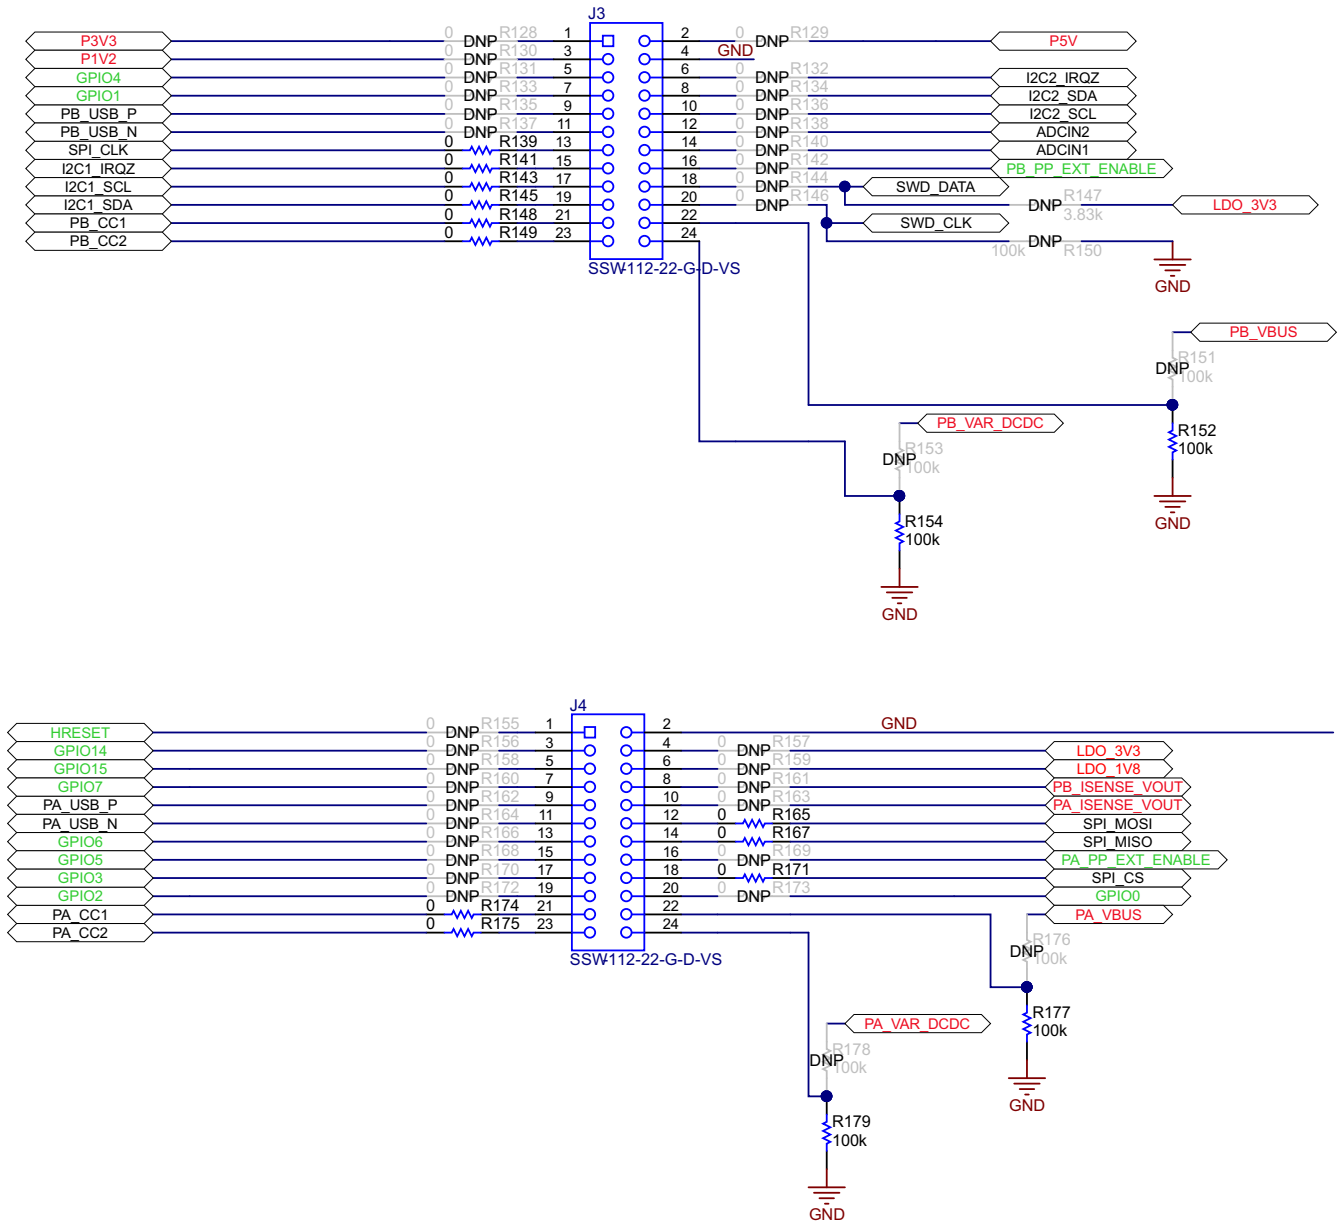 J3
P3V3 0 DNP R128 1 2 0 DNP R129 P5V
P1V2 DNP R130 3 4 GND
GPIO4 DNP R131 5 6 0 DNP R132 I2C2_IRQZ
GPIO1 DNP R133 7 8 0 DNP R134 I2C2_SDA
PB_USB_P 0 DNP R135 9 10 0 DNP R136 I2C2_SCL
PB_USB_N 0 DNP R137 11 12 0 DNP R138 ADCIN2
SPI_CLK 0 R139 13 14 0 DNP R140 ADCIN1
I2C1_IRQZ 0 R141 15 16 0 DNP R142 PB_PP_EXT_ENABLE
I2C1_SCL 0 R143 17 18 0 DNP R144 SWD_DATA
I2C1_SDA 0 R145 19 20 0 DNP R146 DNP R147 3.83k LDO_3V3
PB_CC1 0 R148 21 22 SWD_CLK
PB_CC2 0 R149 23 24 100k DNP R150
SSW-112-22-G-D-VS
GND
PB_VBUS
DNP R151
100k
PB_VAR_DCDC
R152
100k
DNP R153
100k
GND
R154
100k
GND
J4
HRESET 0 DNP R155 1 2 GND
GPIO14 0 DNP R156 3 4 0 DNP R157 LDO_3V3
GPIO15 0 DNP R158 5 6 0 DNP R159 LDO_1V8
GPIO7 0 DNP R160 7 8 0 DNP R161 PB_ISENSE_VOUT
PA_USB_P 0 DNP R162 9 10 0 DNP R163 PA_ISENSE_VOUT
PA_USB_N 0 DNP R164 11 12 0 R165 SPI_MOSI
GPIO6 0 DNP R166 13 14 0 R167 SPI_MISO
GPIO5 0 DNP R168 15 16 0 DNP R169 PA_PP_EXT_ENABLE
GPIO3 0 DNP R170 17 18 0 R171 SPI_CS
GPIO2 0 DNP R172 19 20 0 DNP R173 GPIO0
PA_CC1 0 R174 21 22 PA_VBUS
PA_CC2 0 R175 23 24
DNP R176
100k
SSW-112-22-G-D-VS
R177
100k
PA_VAR_DCDC
DNP R178
100k
GND
R179
100k
GND